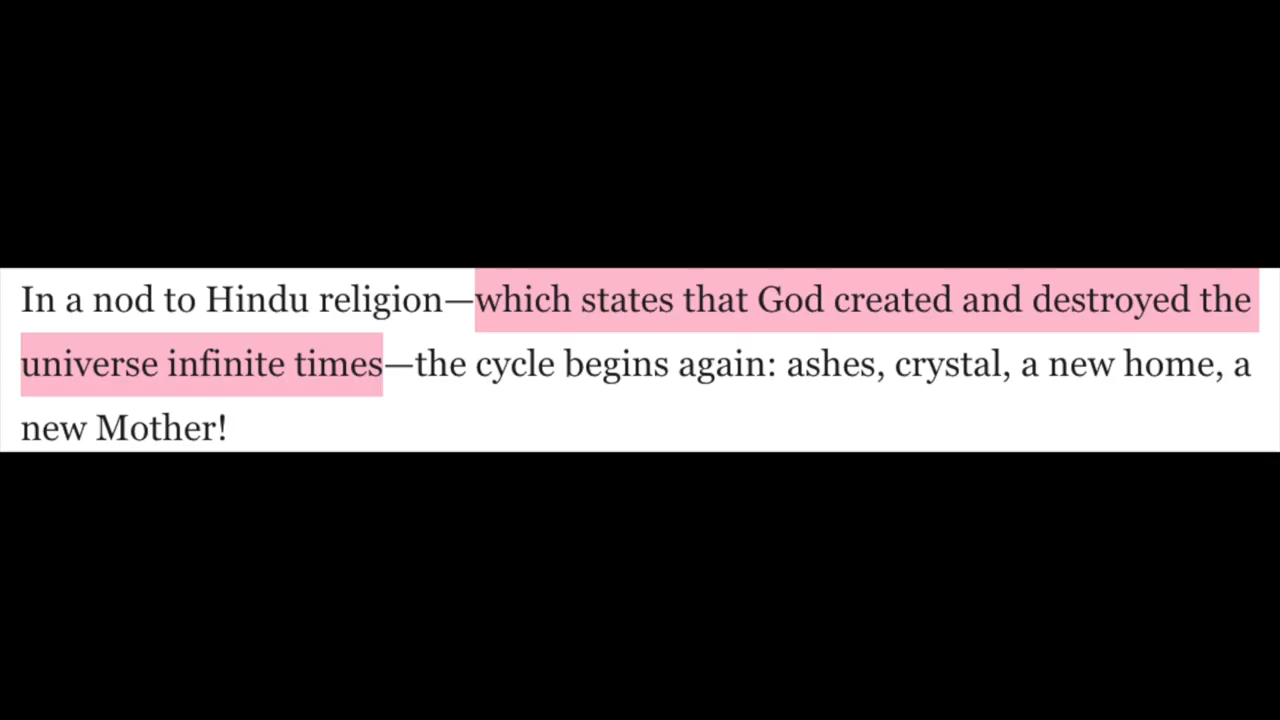 In a nod to Hindu religion—which states that God created and destroyed the
universe infinite times—the cycle begins again: ashes, crystal, a new home, a
new Mother!